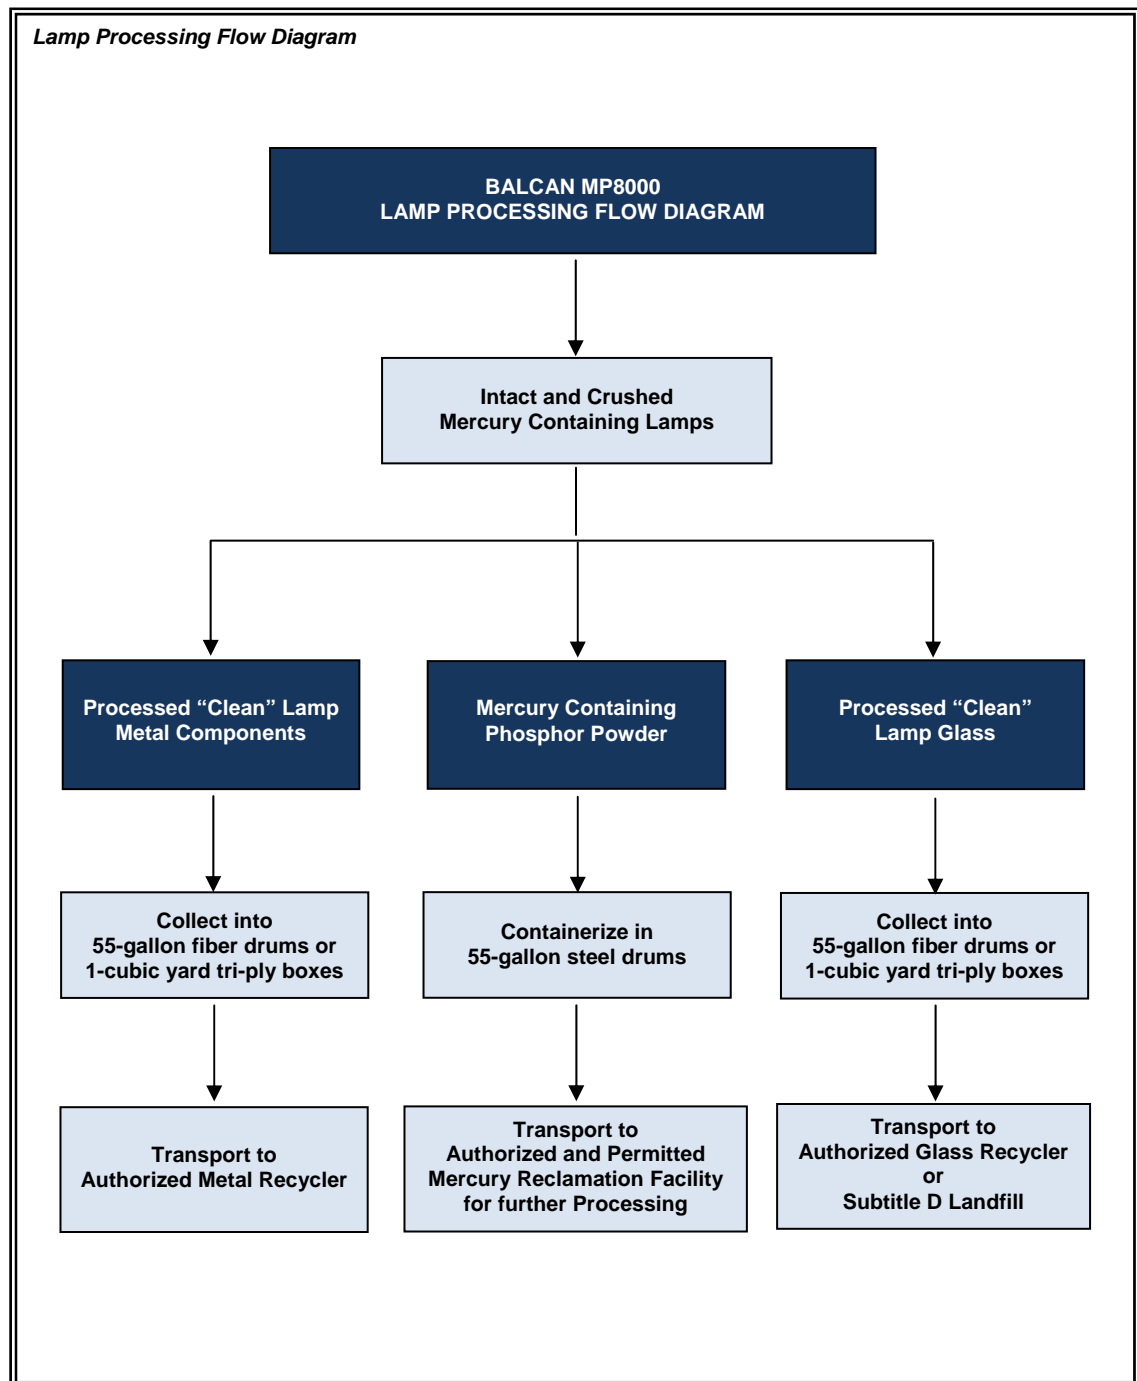 Lamp Processing Flow Diagram
BALCAN MP8000
LAMP PROCESSING FLOW DIAGRAM
Intact and Crushed
Mercury Containing Lamps
Processed “Clean” Lamp
Metal Components
Mercury Containing
Phosphor Powder
Processed “Clean”
Lamp Glass
Collect into
55-gallon fiber drums or
1-cubic yard tri-ply boxes
Containerize in
55-gallon steel drums
Collect into
55-gallon fiber drums or
1-cubic yard tri-ply boxes
Transport to
Authorized Metal Recycler
Transport to
Authorized and Permitted
Mercury Reclamation Facility
for further Processing
Transport to
Authorized Glass Recycler
or
Subtitle D Landfill